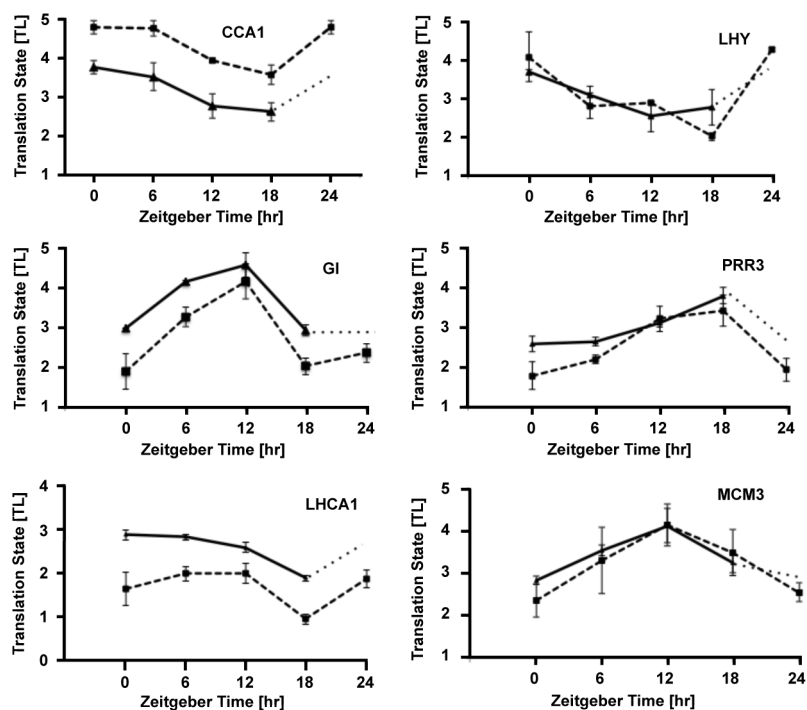 CCA1
Translation State [TL]
5
4
3
2
1
0 6 12 18 24
Zeitgeber Time [hr]
LHY
Translation State [TL]
5
4
3
2
1
0 6 12 18 24
Zeitgeber Time [hr]
GI
Translation State [TL]
5
4
3
2
1
0 6 12 18 24
Zeitgeber Time [hr]
PRR3
Translation State [TL]
5
4
3
2
1
0 6 12 18 24
Zeitgeber Time [hr]
LHCA1
Translation State [TL]
4
3
2
1
0
0 6 12 18 24
Zeitgeber Time [hr]
MCM3
Translation State [TL]
5
4
3
2
1
0 6 12 18 24
Zeitgeber Time [hr]